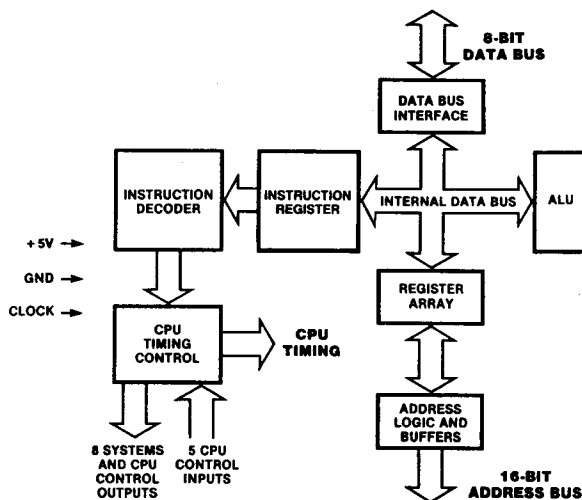 8-BIT
DATA BUS
DATA BUS
INTERFACE
INSTRUCTION
DECODER
INSTRUCTION
REGISTER
INTERNAL DATA BUS
ALU
+5V
GND
CLOCK
REGISTER
ARRAY
CPU
TIMING
CONTROL
CPU
TIMING
ADDRESS
LOGIC AND
BUFFERS
8 SYSTEMS
AND CPU
CONTROL
OUTPUTS
5 CPU
CONTROL
INPUTS
16-BIT
ADDRESS BUS